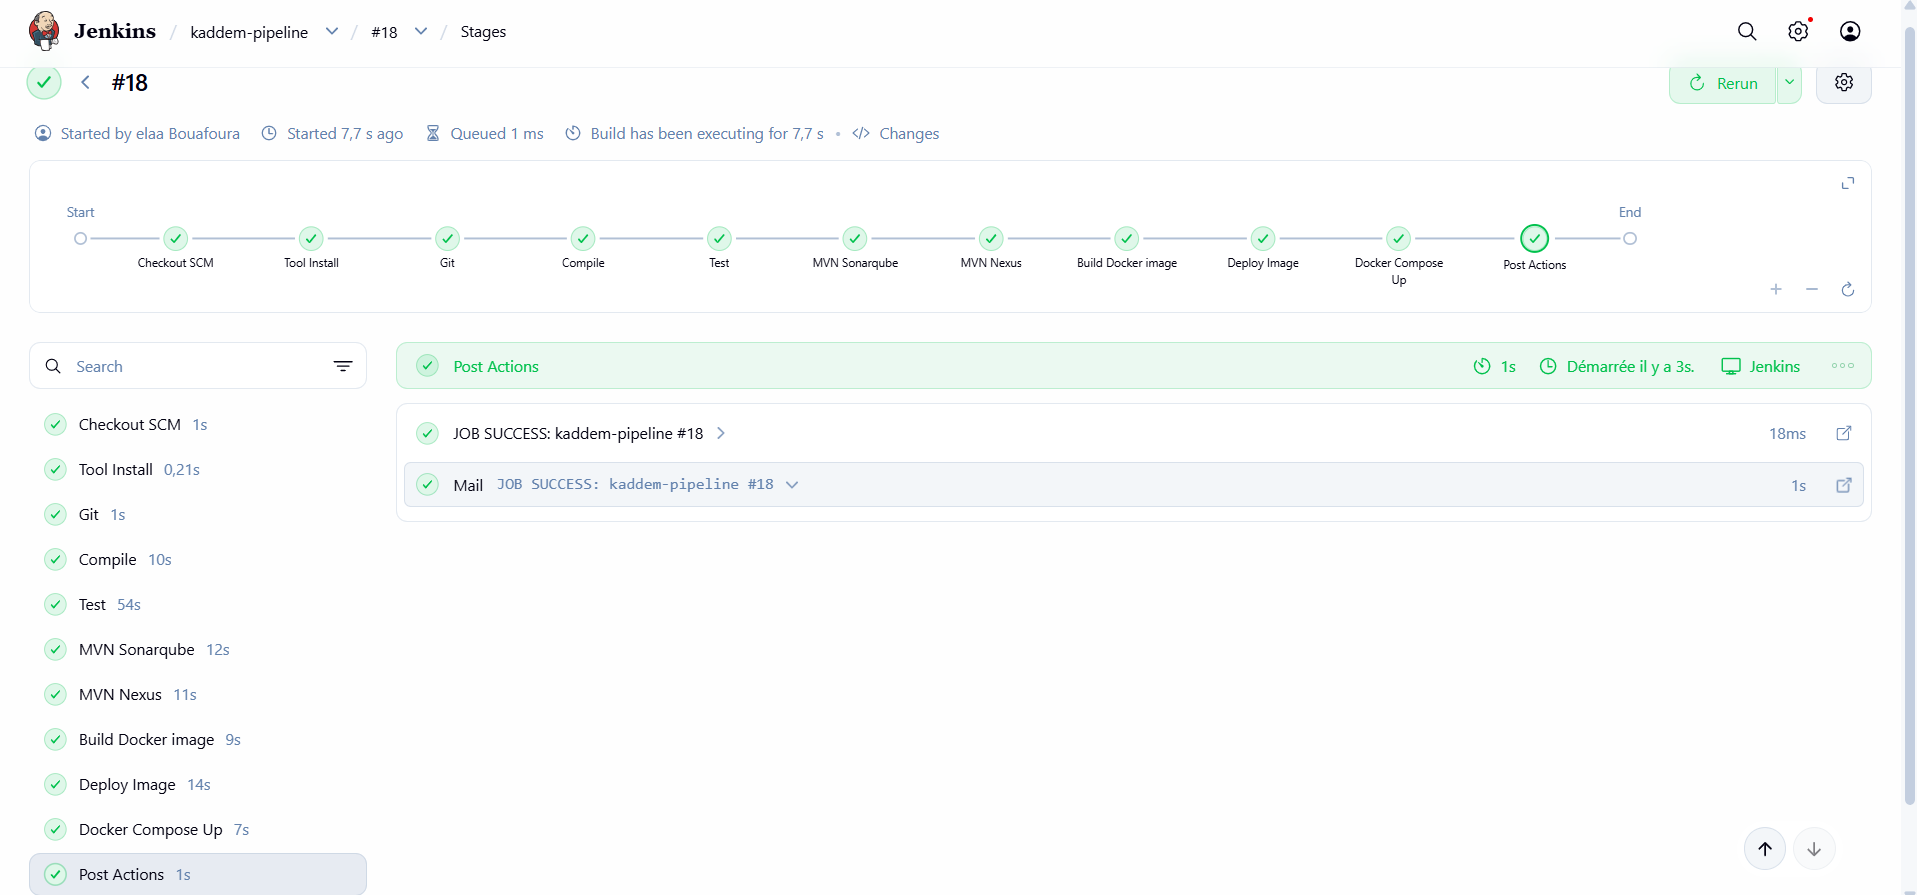 Jenkins / kaddem-pipeline / #18 / Stages
#18
Rerun
Started by elaa Bouafoura Started 7,7 s ago Queued 1 ms Build has been executing for 7,7 s • </> Changes
Start
End
Checkout SCM
Tool Install
Git
Compile
Test
MVN Sonarqube
MVN Nexus
Build Docker image
Deploy Image
Docker Compose
Up
Post Actions
Search
Checkout SCM 1s
Tool Install 0,21s
Git 1s
Compile 10s
Test 54s
MVN Sonarqube 12s
MVN Nexus 11s
Build Docker image 9s
Deploy Image 14s
Docker Compose Up 7s
Post Actions 1s
Post Actions 1s Démarrée il y a 3s. Jenkins
JOB SUCCESS: kaddem-pipeline #18 18ms
Mail JOB SUCCESS: kaddem-pipeline #18 1s